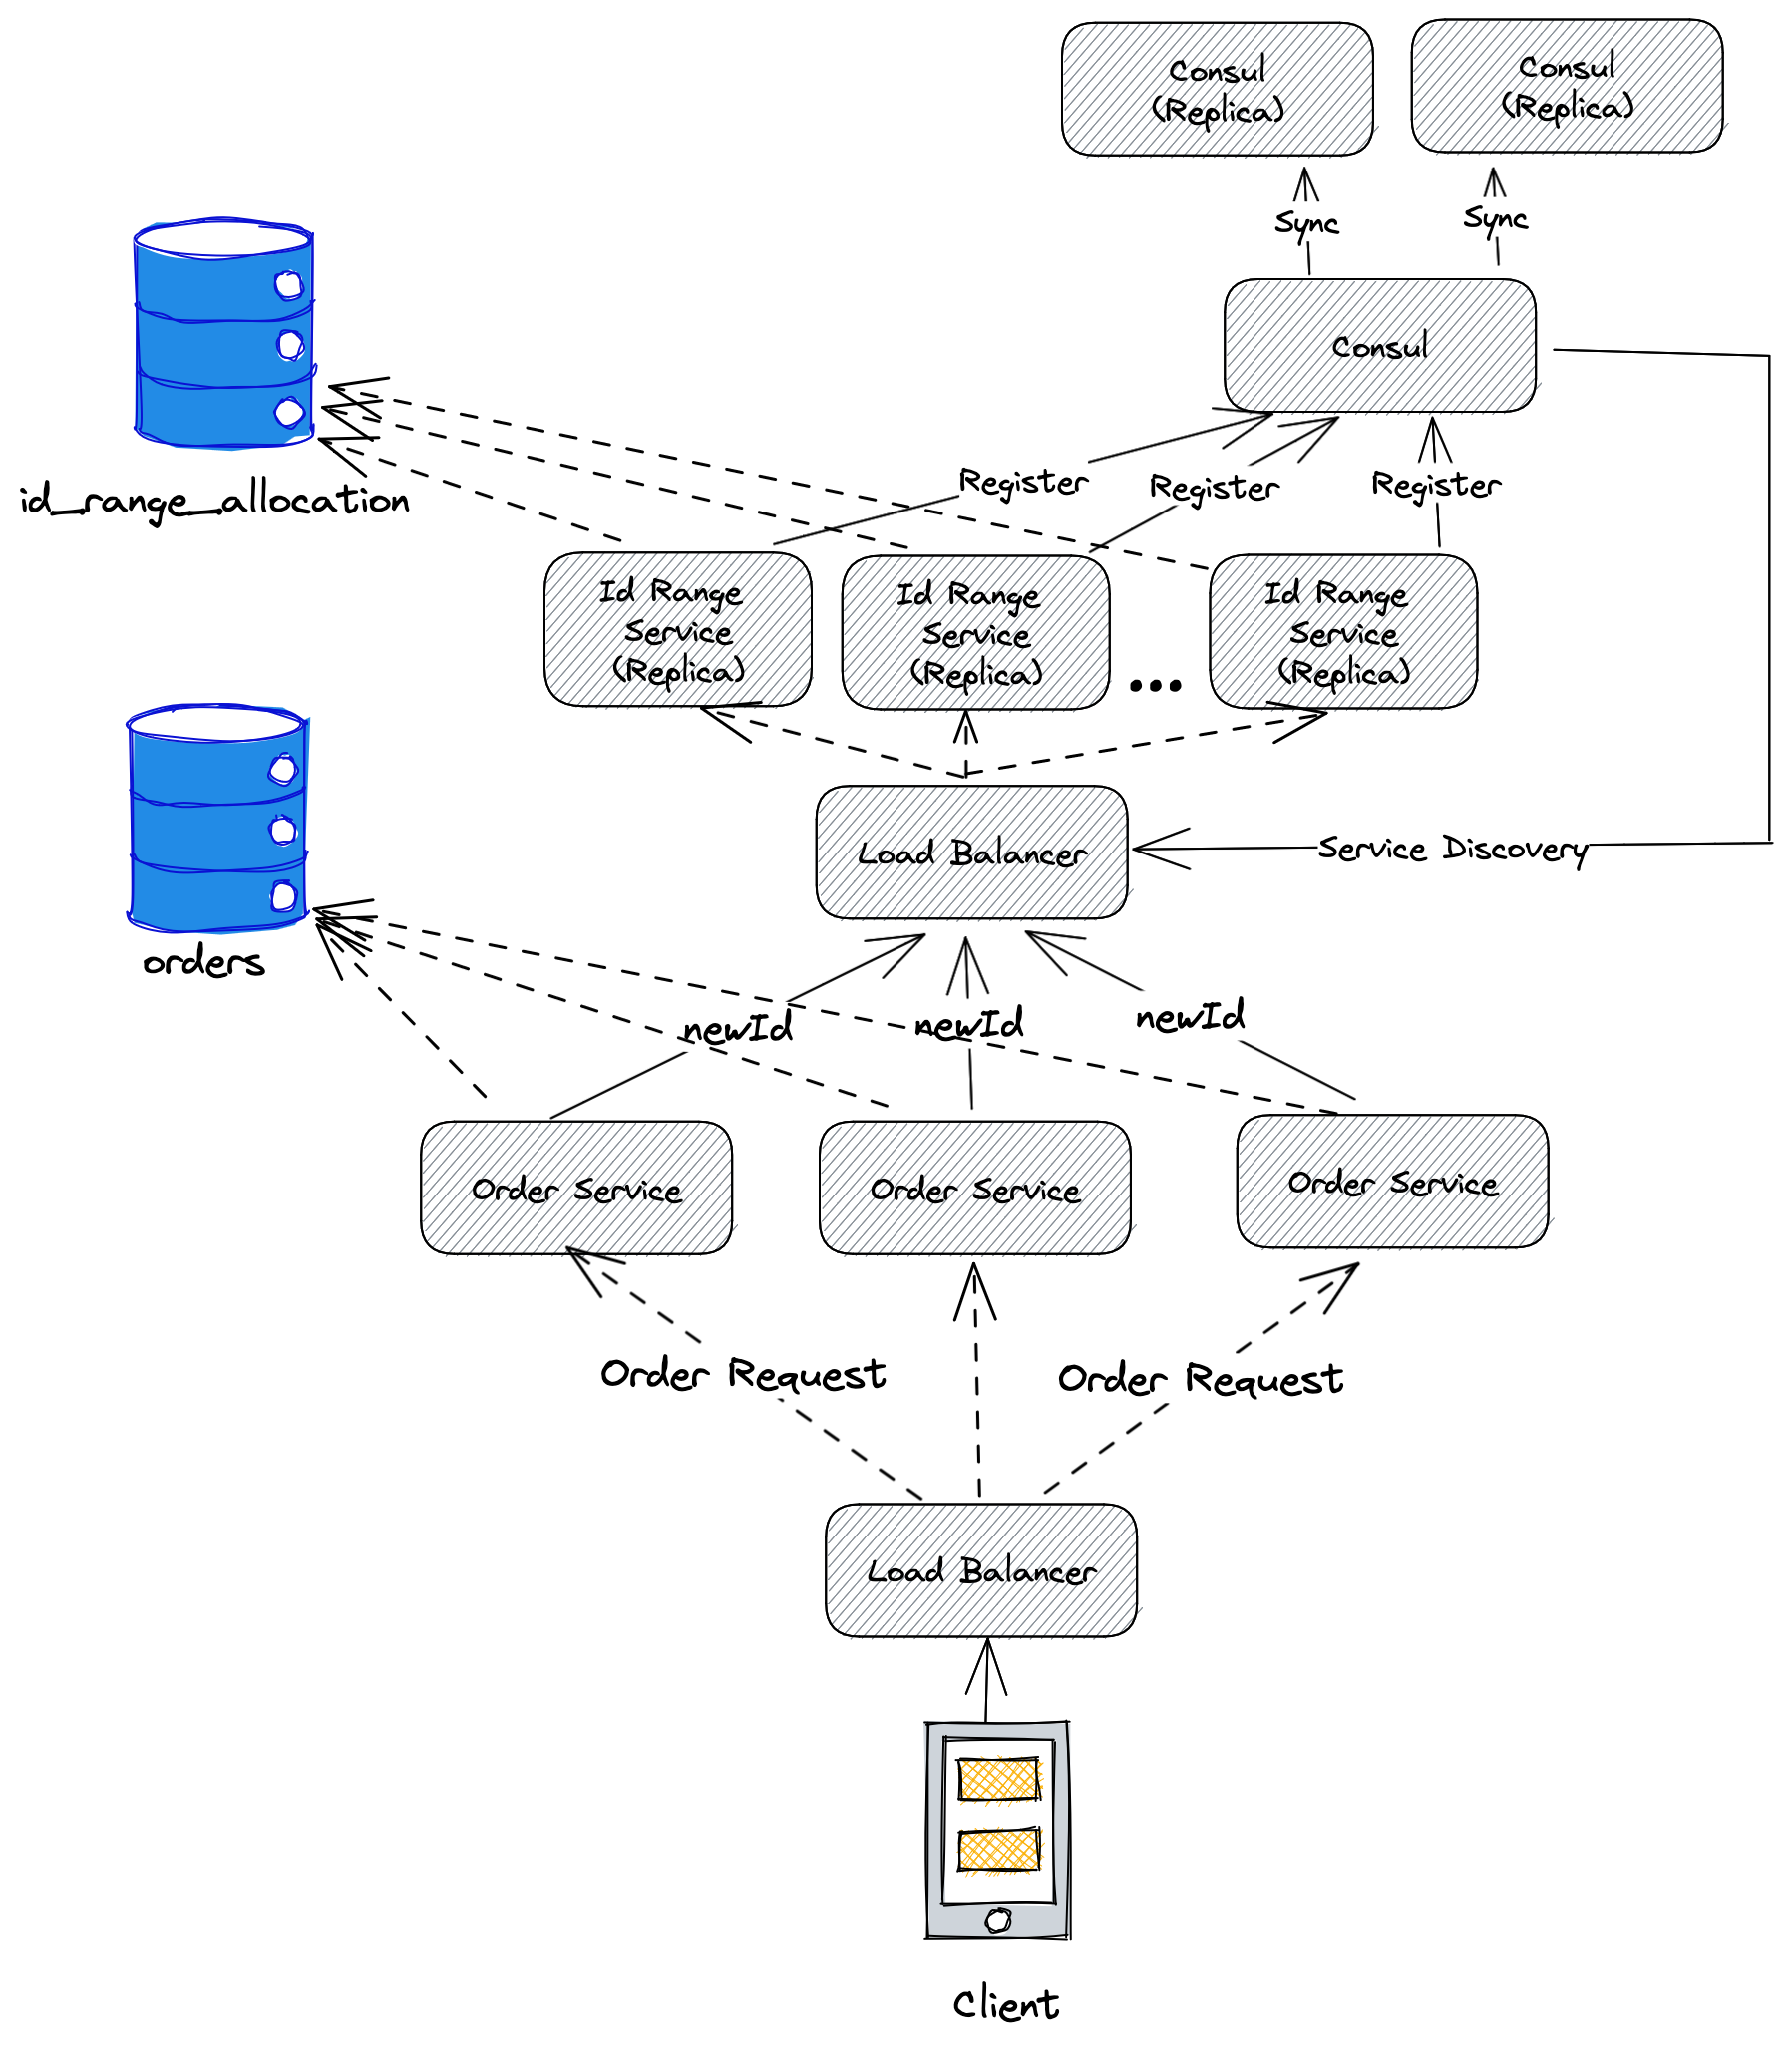 Consul
(Replica)
Consul
(Replica)
Sync
Sync
Consul
Register
Register
Register
id_range_allocation
Id Range
Service
(Replica)
Id Range
Service
(Replica)
...
Id Range
Service
(Replica)
Load Balancer
Service Discovery
orders
newId
newId
newId
Order Service
Order Service
Order Service
Order Request
Order Request
Load Balancer
Client